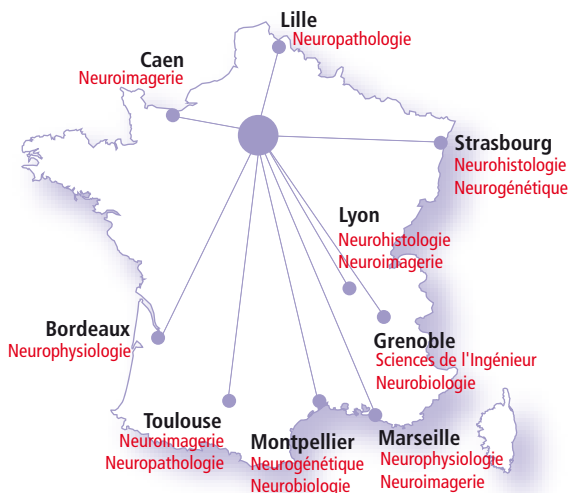 Lille
Neuropathologie
Caen
Neuroimagerie
Strasbourg
Neurohistologie
Neurogénétique
Lyon
Neurohistologie
Neuroimagerie
Bordeaux
Neurophysiologie
Grenoble
Sciences de l'Ingénieur
Neurobiologie
Toulouse
Neuroimagerie
Neuropathologie
Montpellier
Neurogénétique
Neurobiologie
Marseille
Neurophysiologie
Neuroimagerie